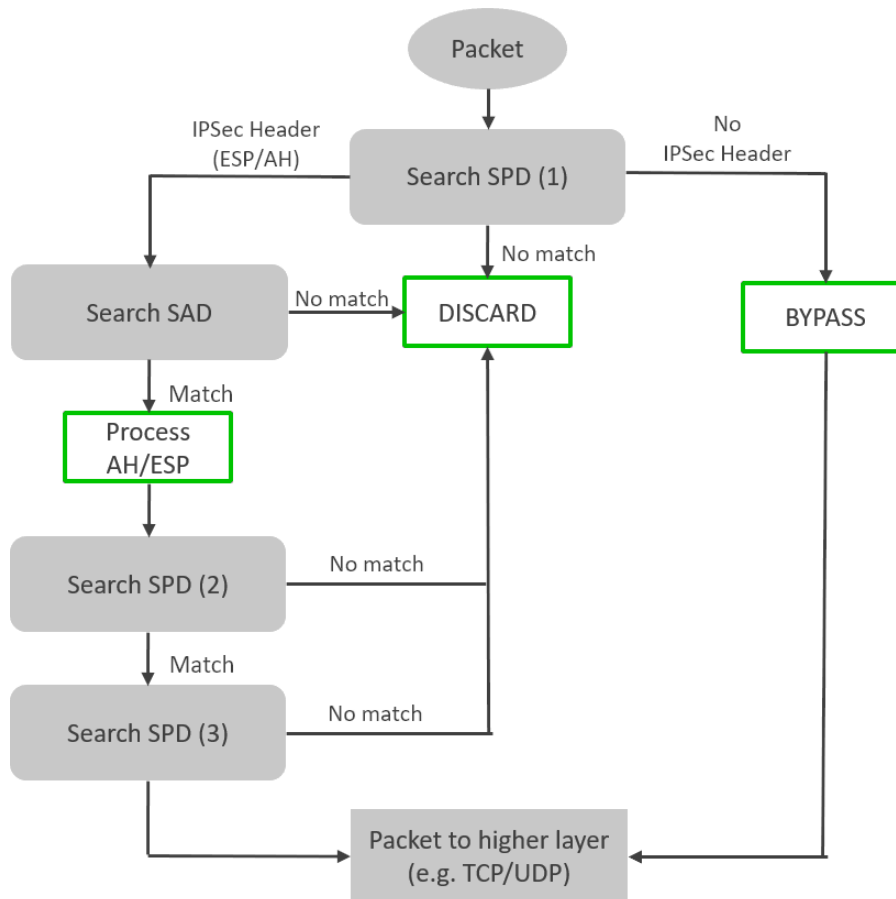 Packet
IPSec Header
(ESP/AH)
No
IPSec Header
Search SPD (1)
No match
Search SAD
No match
DISCARD
BYPASS
Match
Process
AH/ESP
Search SPD (2)
No match
Match
Search SPD (3)
No match
Packet to higher layer
(e.g. TCP/UDP)